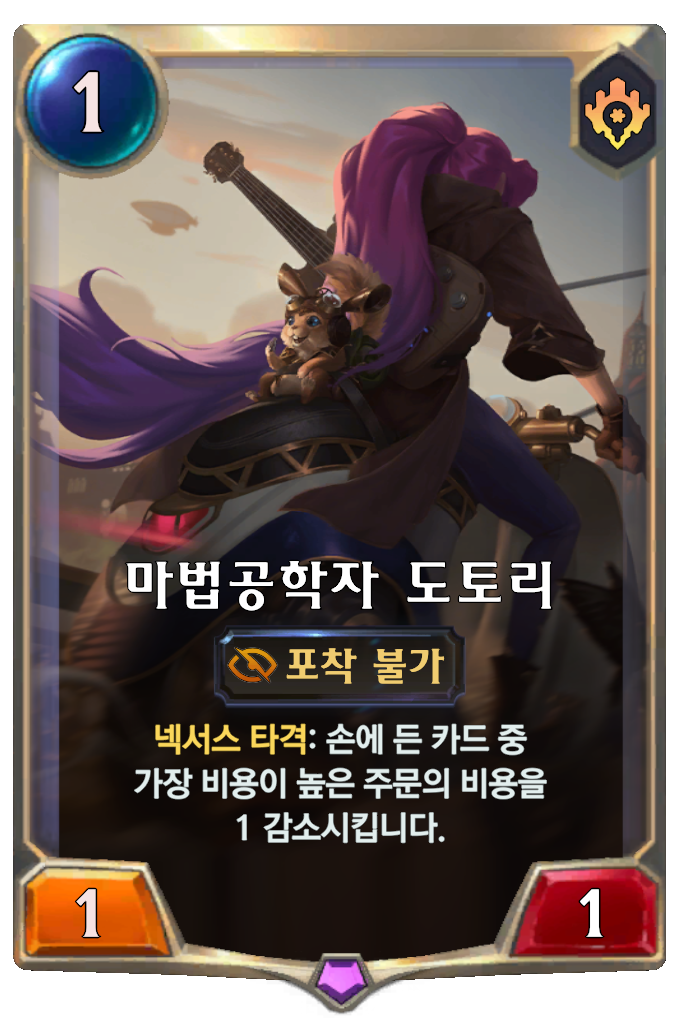 1
마법공학자 도토리
포착 불가
넥서스 타격: 손에 든 카드 중
가장 비용이 높은 주문의 비용을
1 감소시킵니다.
1
1